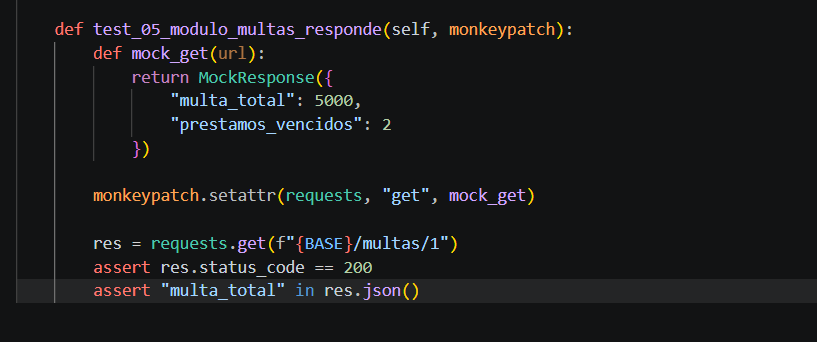 def test_05_modulo_multas_responde(self, monkeypatch):
    def mock_get(url):
        return MockResponse({
            "multa_total": 5000,
            "prestamos_vencidos": 2
        })
    monkeypatch.setattr(requests, "get", mock_get)
    res = requests.get(f"{BASE}/multas/1")
    assert res.status_code == 200
    assert "multa_total" in res.json()